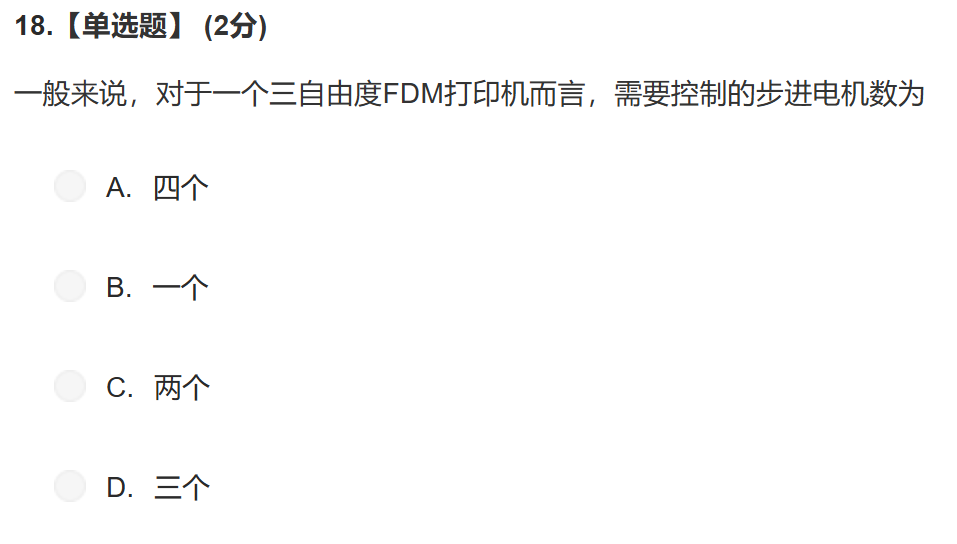 18.【单选题】 (2分)
一般来说，对于一个三自由度FDM打印机而言，需要控制的步进电机数为
A. 四个
B. 一个
C. 两个
D. 三个